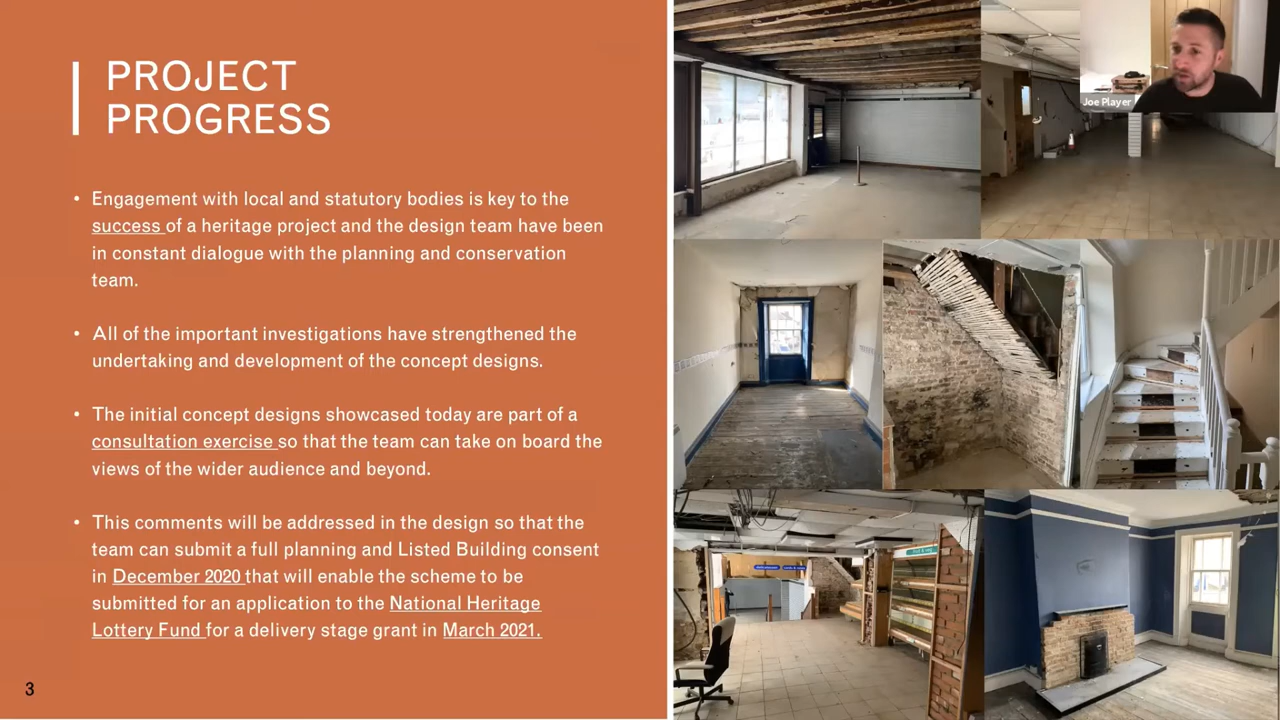 PROJECT
PROGRESS
• Engagement with local and statutory bodies is key to the
success of a heritage project and the design team have been
in constant dialogue with the planning and conservation
team.
• All of the important investigations have strengthened the
undertaking and development of the concept designs.
• The initial concept designs showcased today are part of a
consultation exercise so that the team can take on board the
views of the wider audience and beyond.
• This comments will be addressed in the design so that the
team can submit a full planning and Listed Building consent
in December 2020 that will enable the scheme to be
submitted for an application to the National Heritage
Lottery Fund for a delivery stage grant in March 2021.
3
Joe Player